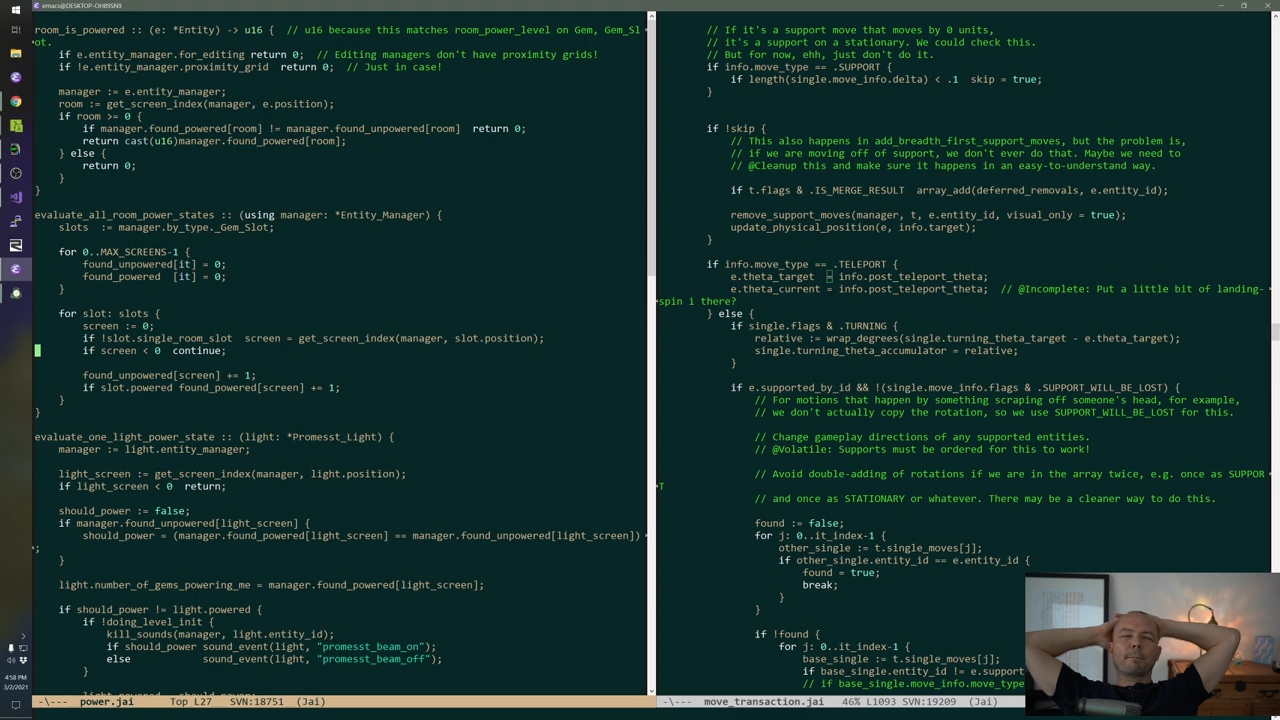 emacs@DESKTOP-OH89SN9
room_is_powered :: (e: *Entity) -> u16 {  // u16 because this matches room_power_level on Gem, Gem_Sl
ot.
    if e.entity_manager.for_editing return 0;  // Editing managers don't have proximity grids!
    if !e.entity_manager.proximity_grid  return 0;  // Just in case!
    manager := e.entity_manager;
    room := get_screen_index(manager, e.position);
    if room >= 0 {
        if manager.found_powered[room] != manager.found_unpowered[room]  return 0;
        return cast(u16)manager.found_powered[room];
    } else {
        return 0;
    }
}
evaluate_all_room_power_states :: (using manager: *Entity_Manager) {
    slots  := manager.by_type._Gem_Slot;
    for 0..MAX_SCREENS-1 {
        found_unpowered[it] = 0;
        found_powered  [it] = 0;
    }
    for slot: slots {
        screen := 0;
        if !slot.single_room_slot  screen = get_screen_index(manager, slot.position);
        if screen < 0  continue;
        found_unpowered[screen] += 1;
        if slot.powered found_powered[screen] += 1;
    }
}
evaluate_one_light_power_state :: (light: *Promesst_Light) {
    manager := light.entity_manager;
    light_screen := get_screen_index(manager, light.position);
    if light_screen < 0  return;
    should_power := false;
    if manager.found_unpowered[light_screen] {
        should_power = (manager.found_powered[light_screen] == manager.found_unpowered[light_screen])
;
    }
    light.number_of_gems_powering_me = manager.found_powered[light_screen];
    if should_power != light.powered {
        if !doing_level_init {
            kill_sounds(manager, light.entity_id);
            if should_power sound_event(light, "promesst_beam_on");
            else            sound_event(light, "promesst_beam_off");
        }
-\---  power.jai      Top L27    SVN:18751  (Jai)
        // If it's a support move that moves by 0 units,
        // it's a support on a stationary. We could check this.
        // But for now, ehh, just don't do it.
        if info.move_type == .SUPPORT {
            if length(single.move_info.delta) < .1  skip = true;
        }
        if !skip {
            // This also happens in add_breadth_first_support_moves, but the problem is,
            // if we are moving off of support, we don't ever do that. Maybe we need to
            // @Cleanup this and make sure it happens in an easy-to-understand way.
            if t.flags & .IS_MERGE_RESULT  array_add(deferred_removals, e.entity_id);
            remove_support_moves(manager, t, e.entity_id, visual_only = true);
            update_physical_position(e, info.target);
        }
        if info.move_type == .TELEPORT {
            e.theta_target  = info.post_teleport_theta;
            e.theta_current = info.post_teleport_theta;  // @Incomplete: Put a little bit of landing-
spin i there?
        } else {
            if single.flags & .TURNING {
                relative := wrap_degrees(single.turning_theta_target - e.theta_target);
                single.turning_theta_accumulator = relative;
            }
            if e.supported_by_id && !(single.move_info.flags & .SUPPORT_WILL_BE_LOST) {
                // For motions that happen by something scraping off someone's head, for example,
                // we don't actually copy the rotation, so we use SUPPORT_WILL_BE_LOST for this.
                // Change gameplay directions of any supported entities.
                // @Volatile: Supports must be ordered for this to work!
                // Avoid double-adding of rotations if we are in the array twice, e.g. once as SUPPOR
T
                // and once as STATIONARY or whatever. There may be a cleaner way to do this.
                found := false;
                for j: 0..it_index-1 {
                    other_single := t.single_moves[j];
                    if other_single.entity_id == e.entity_id {
                        found = true;
                        break;
                    }
                }
                if !found {
                    for j: 0..it_index-1 {
                        base_single := t.single_moves[j];
                        if base_single.entity_id != e.support
                        // if base_single.move_info.move_type
-\---  move_transaction.jai   46% L1093  SVN:19209  (Jai)
4:58 PM
3/2/2021